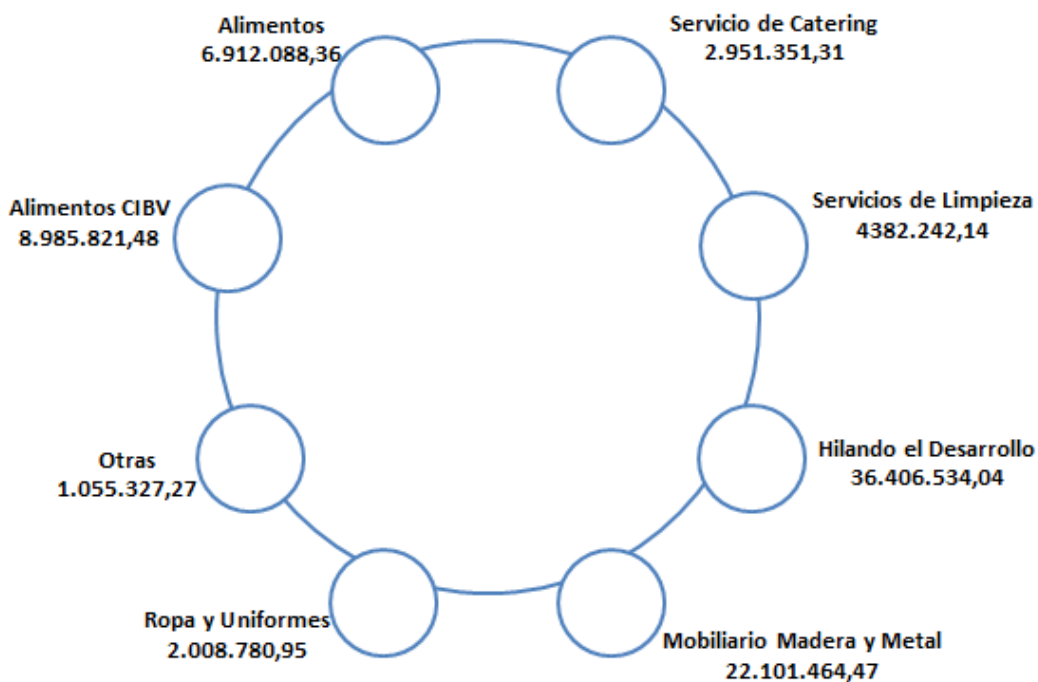 Alimentos
6.912.088,36
Servicio de Catering
2.951.351,31
Servicios de Limpieza
4382.242,14
Hilando el Desarrollo
36.406.534,04
Mobiliario Madera y Metal
22.101.464,47
Ropa y Uniformes
2.008.780,95
Otras
1.055.327,27
Alimentos CIBV
8.985.821,48